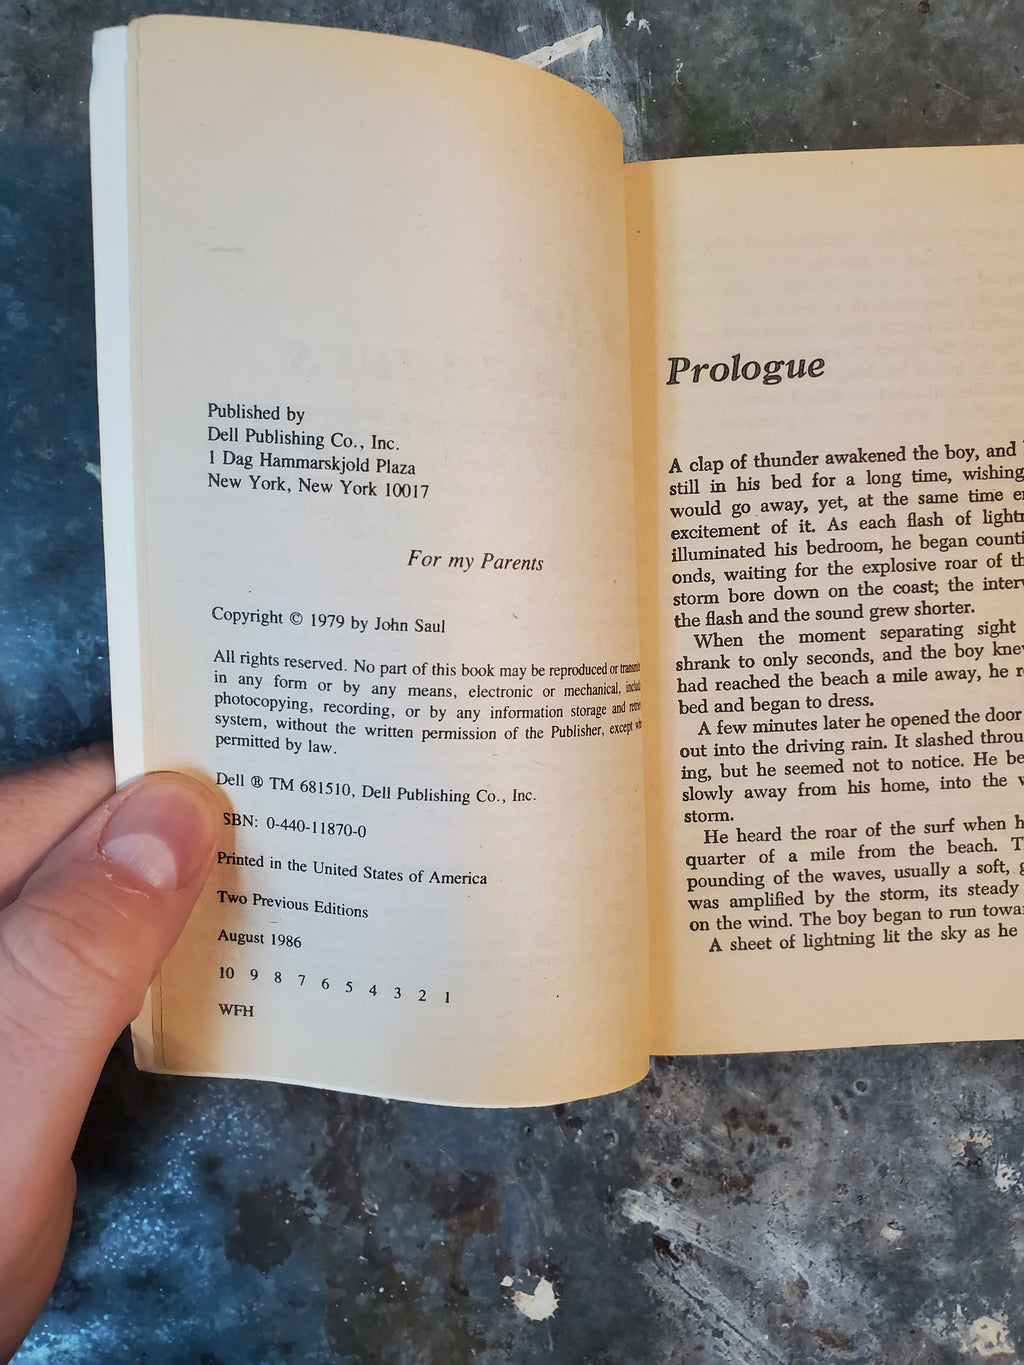 Published by
Dell Publishing Co., Inc.
1 Dag Hammarskjold Plaza
New York, New York 10017
For my Parents
Copyright © 1979 by John Saul
All rights reserved. No part of this book may be reproduced or
in any form or by any means, electronic or mechanical,
photocopying, recording, or by any information storage and
system, without the written permission of the Publisher, except
permitted by law.
Dell ® TM 681510, Dell Publishing Co., Inc.
SBN: 0-440-11870-0
Printed in the United States of America
Two Previous Editions
August 1986
10 9 8 7 6 5 4 3 2 1
WFH
Prologue
A clap of thunder awakened the boy, and
still in his bed for a long time, wishing
would go away, yet, at the same time
excitement of it. As each flash of
illuminated his bedroom, he began
onds, waiting for the explosive roar of
storm bore down on the coast; the
the flash and the sound grew shorter.
When the moment separating sight
shrank to only seconds, and the boy
had reached the beach a mile away, he
bed and began to dress.
A few minutes later he opened the door
out into the driving rain. It slashed
ing, but he seemed not to notice. He
slowly away from his home, into the
storm.
He heard the roar of the surf when
quarter of a mile from the beach.
pounding of the waves, usually a soft,
was amplified by the storm, its steady
on the wind. The boy began to run
A sheet of lightning lit the sky as he